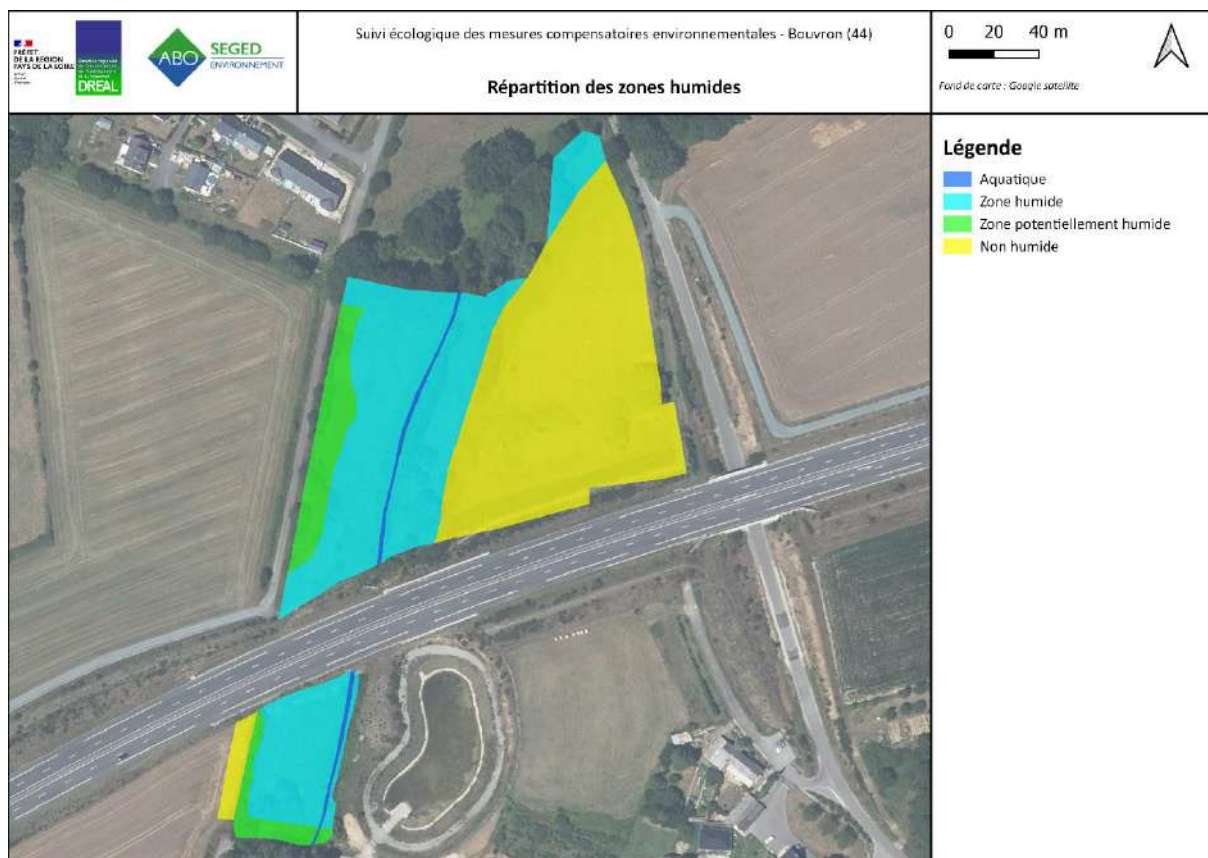 PRÉFET
DE LA RÉGION
PAYS DE LA LOIRE
DREAL
ABO
SEGED
ENVIRONNEMENT
Suivi écologique des mesures compensatoires environnementales - Bouvron (44)
Répartition des zones humides
0 20 40 m
Fond de carte : Google satellite
Légende
Aquatique
Zone humide
Zone potentiellement humide
Non humide